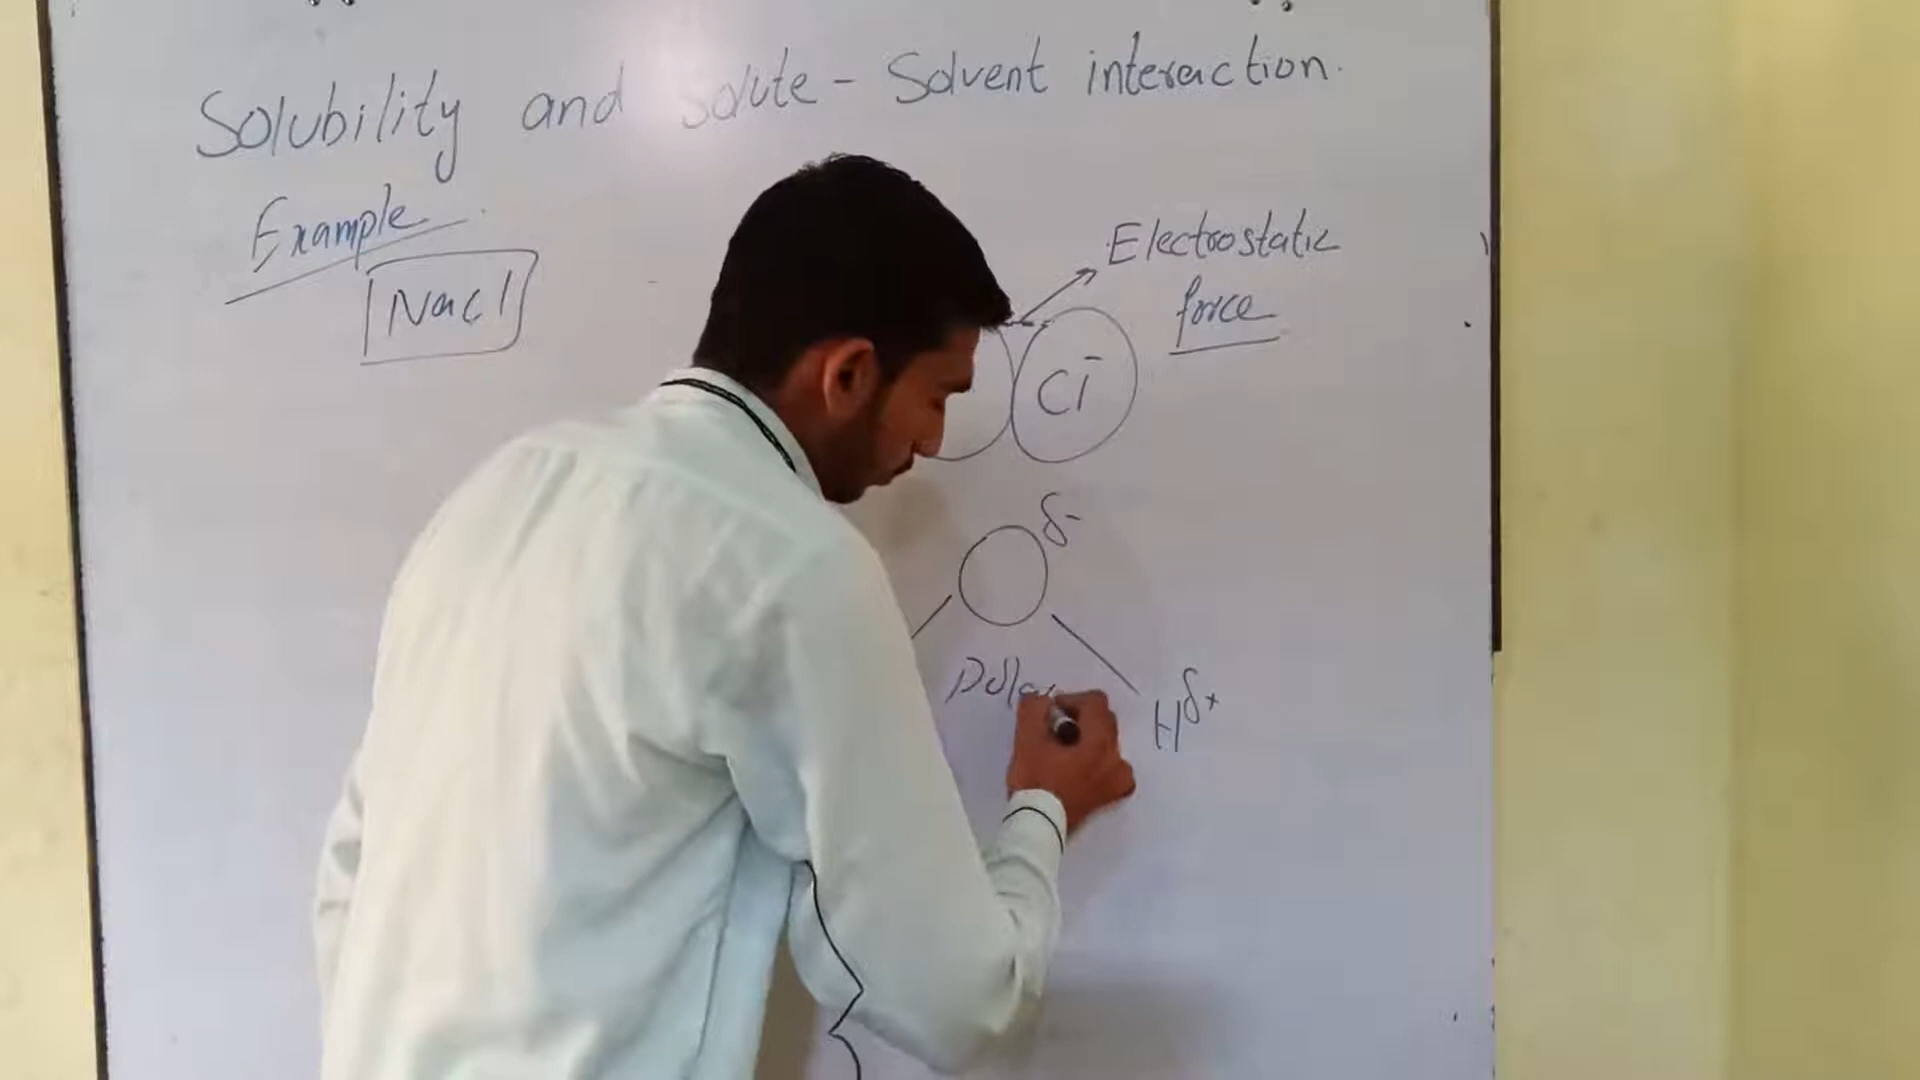 Solubility and Solute - Solvent interaction.
Example
NaCl
Electrostatic
force
Cl⁻
δ-
Hδ+